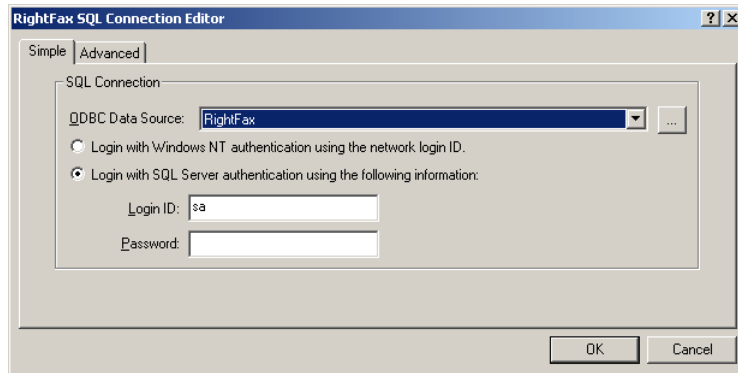 RightFax SQL Connection Editor
Simple
Advanced
SQL Connection
ODBC Data Source:
RightFax
...
Login with Windows NT authentication using the network login ID.
Login with SQL Server authentication using the following information:
Login ID:
sa
Password:
OK
Cancel